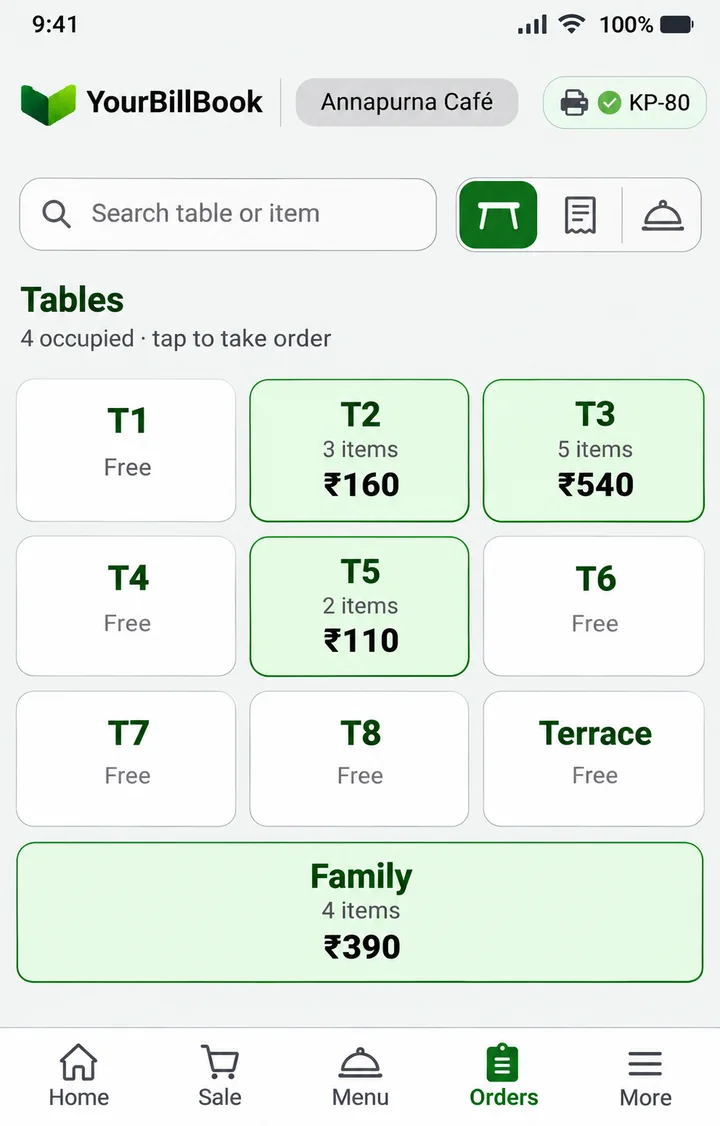 9:41 100%
YourBillBook Annapurna Café KP-80
Search table or item
Tables
4 occupied · tap to take order
T1
Free
T2
3 items
₹160
T3
5 items
₹540
T4
Free
T5
2 items
₹110
T6
Free
T7
Free
T8
Free
Terrace
Free
Family
4 items
₹390
Home Sale Menu Orders More